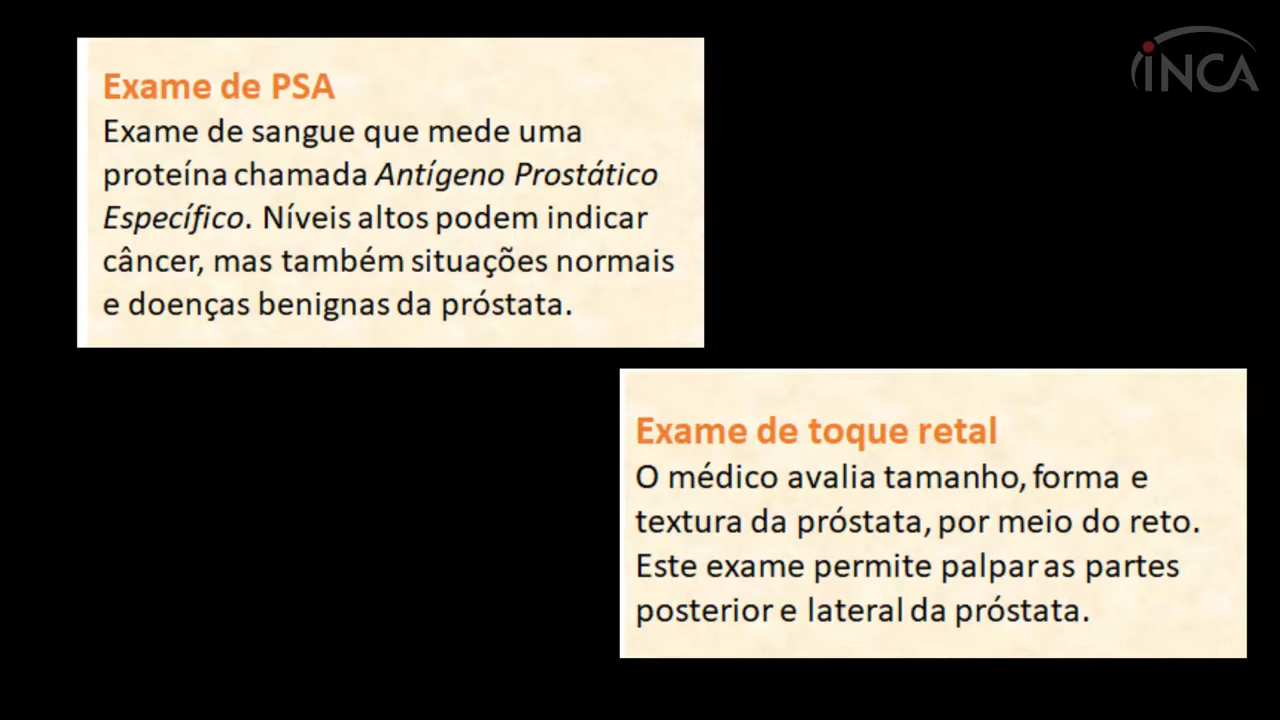 INCA
Exame de PSA
Exame de sangue que mede uma
proteína chamada Antígeno Prostático
Específico. Níveis altos podem indicar
câncer, mas também situações normais
e doenças benignas da próstata.
Exame de toque retal
O médico avalia tamanho, forma e
textura da próstata, por meio do reto.
Este exame permite palpar as partes
posterior e lateral da próstata.